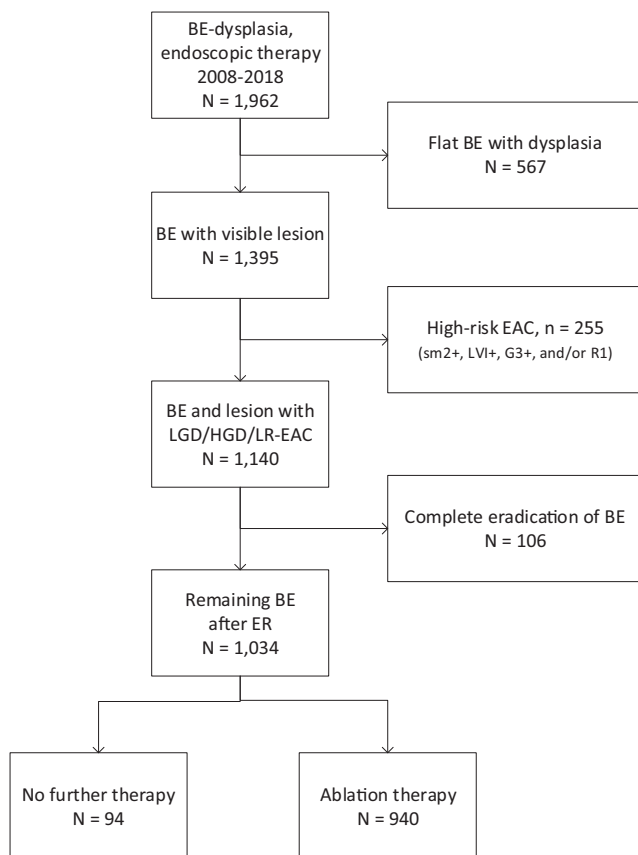 BE-dysplasia,
endoscopic therapy
2008-2018
N = 1,962
Flat BE with dysplasia
N = 567
BE with visible lesion
N = 1,395
High-risk EAC, n = 255
(sm2+, LVI+, G3+, and/or R1)
BE and lesion with
LGD/HGD/LR-EAC
N = 1,140
Complete eradication of BE
N = 106
Remaining BE
after ER
N = 1,034
No further therapy
N = 94
Ablation therapy
N = 940